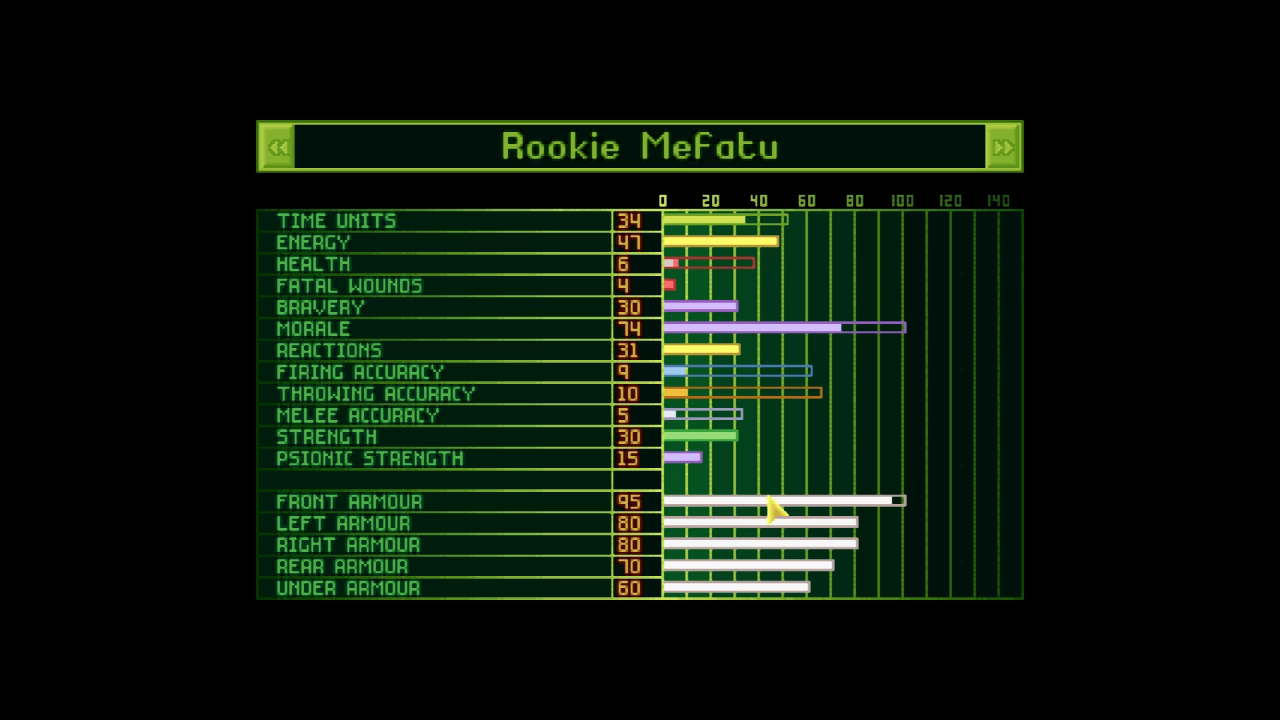 Rookie Mefatu
0 20 40 60 80 100 120 140
TIME UNITS 34
ENERGY 47
HEALTH 6
FATAL WOUNDS 4
BRAVERY 30
MORALE 74
REACTIONS 31
FIRING ACCURACY 9
THROWING ACCURACY 10
MELEE ACCURACY 5
STRENGTH 30
PSIONIC STRENGTH 15
FRONT ARMOUR 95
LEFT ARMOUR 80
RIGHT ARMOUR 80
REAR ARMOUR 70
UNDER ARMOUR 60